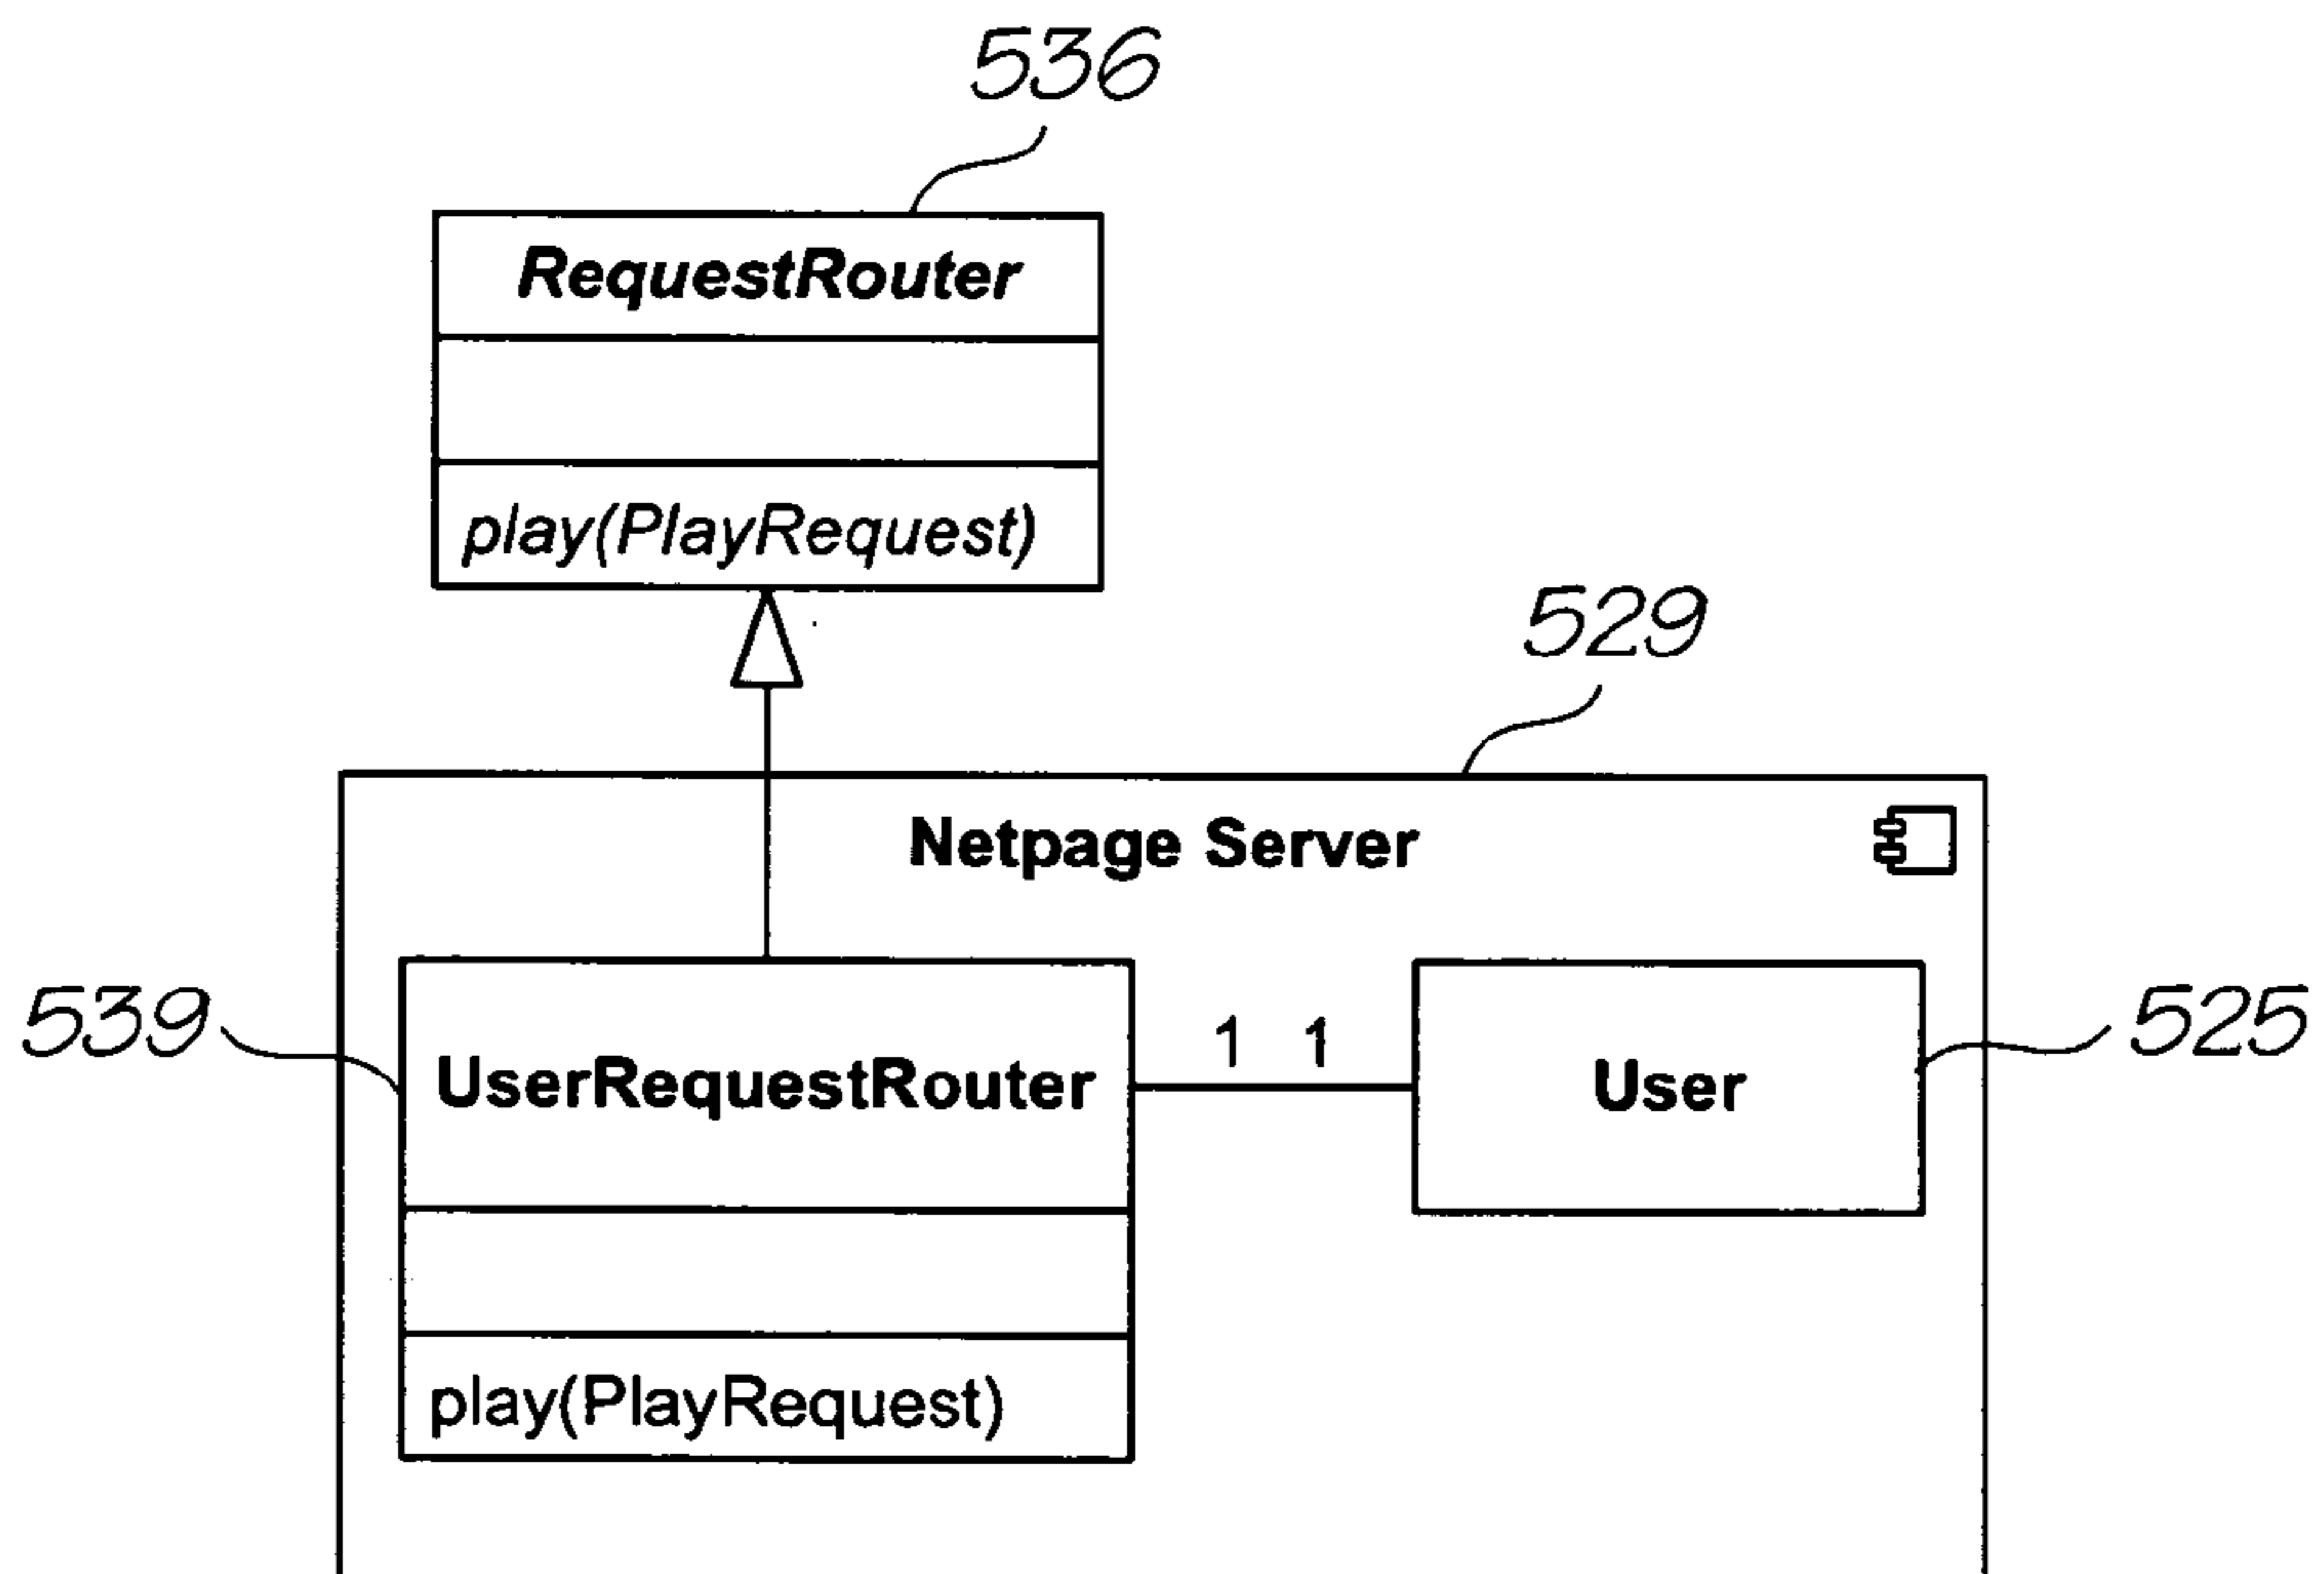 536
RequestRouter
play(PlayRequest)
529
Netpage Server
539
UserRequestRouter
1 1
User
525
play(PlayRequest)